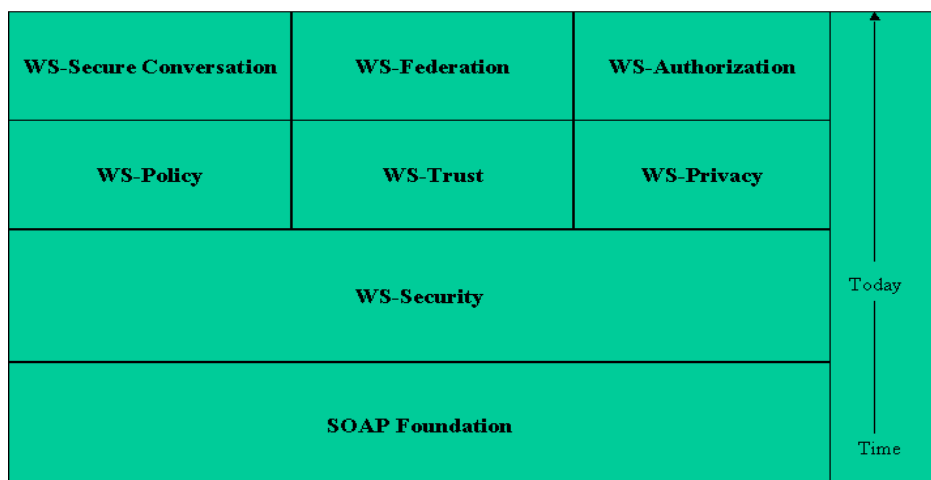 WS-Secure Conversation
WS-Federation
WS-Authorization
WS-Policy
WS-Trust
WS-Privacy
WS-Security
Today
SOAP Foundation
Time